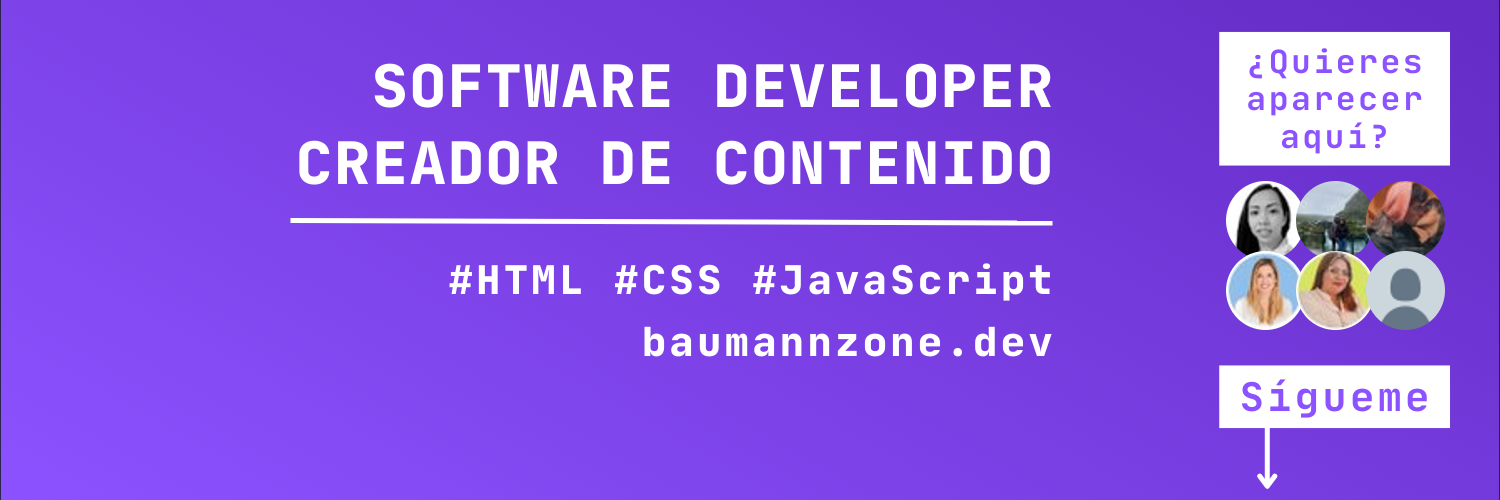 SOFTWARE DEVELOPER
CREADOR DE CONTENIDO
#HTML #CSS #JavaScript
baumannzone.dev
¿Quieres
aparecer
aquí?
Sígueme